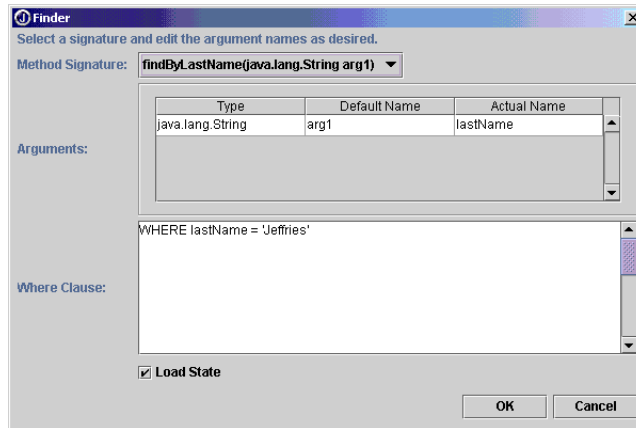 Finder
Select a signature and edit the argument names as desired.
Method Signature: findByLastName(java.lang.String arg1)
Type Default Name Actual Name
java.lang.String arg1 lastName
Arguments:
WHERE lastName = 'Jeffries'
Where Clause:
Load State
OK Cancel